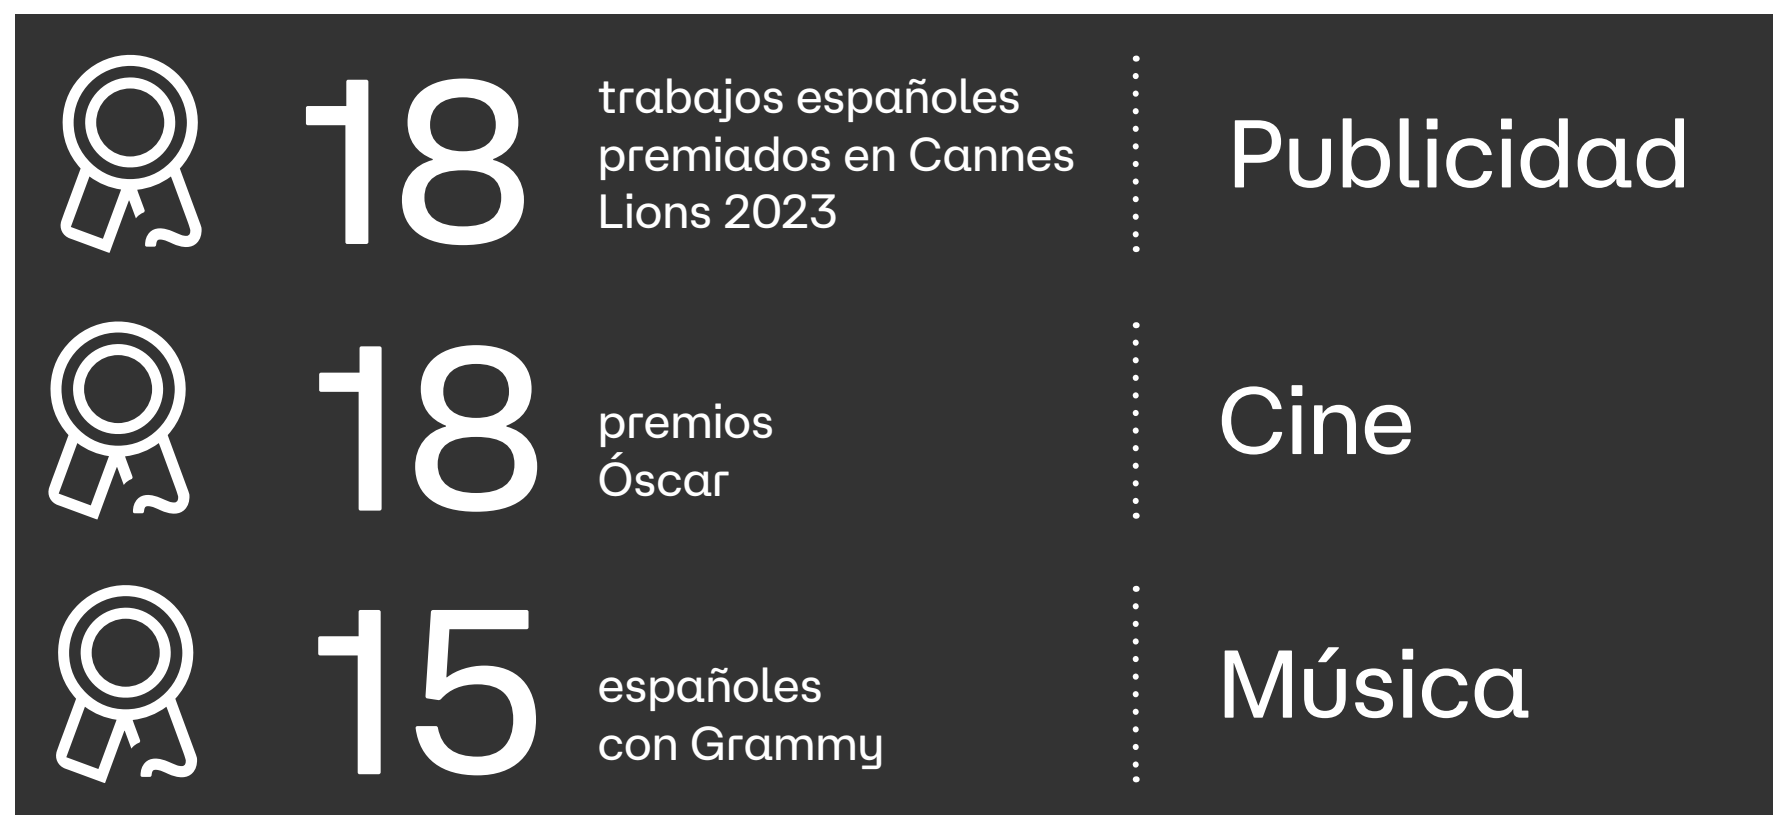 18
trabajos españoles
premiados en Cannes
Lions 2023
Publicidad
18
premios
Óscar
Cine
15
españoles
con Grammy
Música